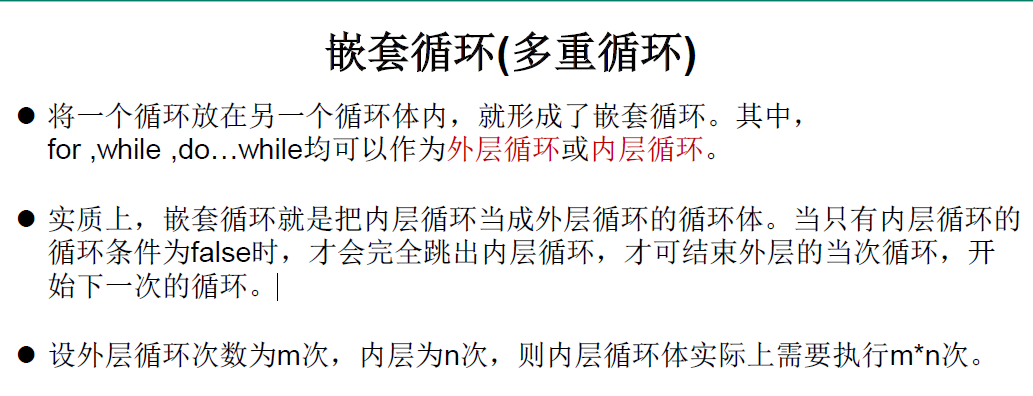 嵌套循环(多重循环)
● 将一个循环放在另一个循环体内，就形成了嵌套循环。其中，
for ,while ,do…while均可以作为外层循环或内层循环。
● 实质上，嵌套循环就是把内层循环当成外层循环的循环体。当只有内层循环的
循环条件为false时，才会完全跳出内层循环，才可结束外层的当次循环，开
始下一次的循环。
● 设外层循环次数为m次，内层为n次，则内层循环体实际上需要执行m*n次。